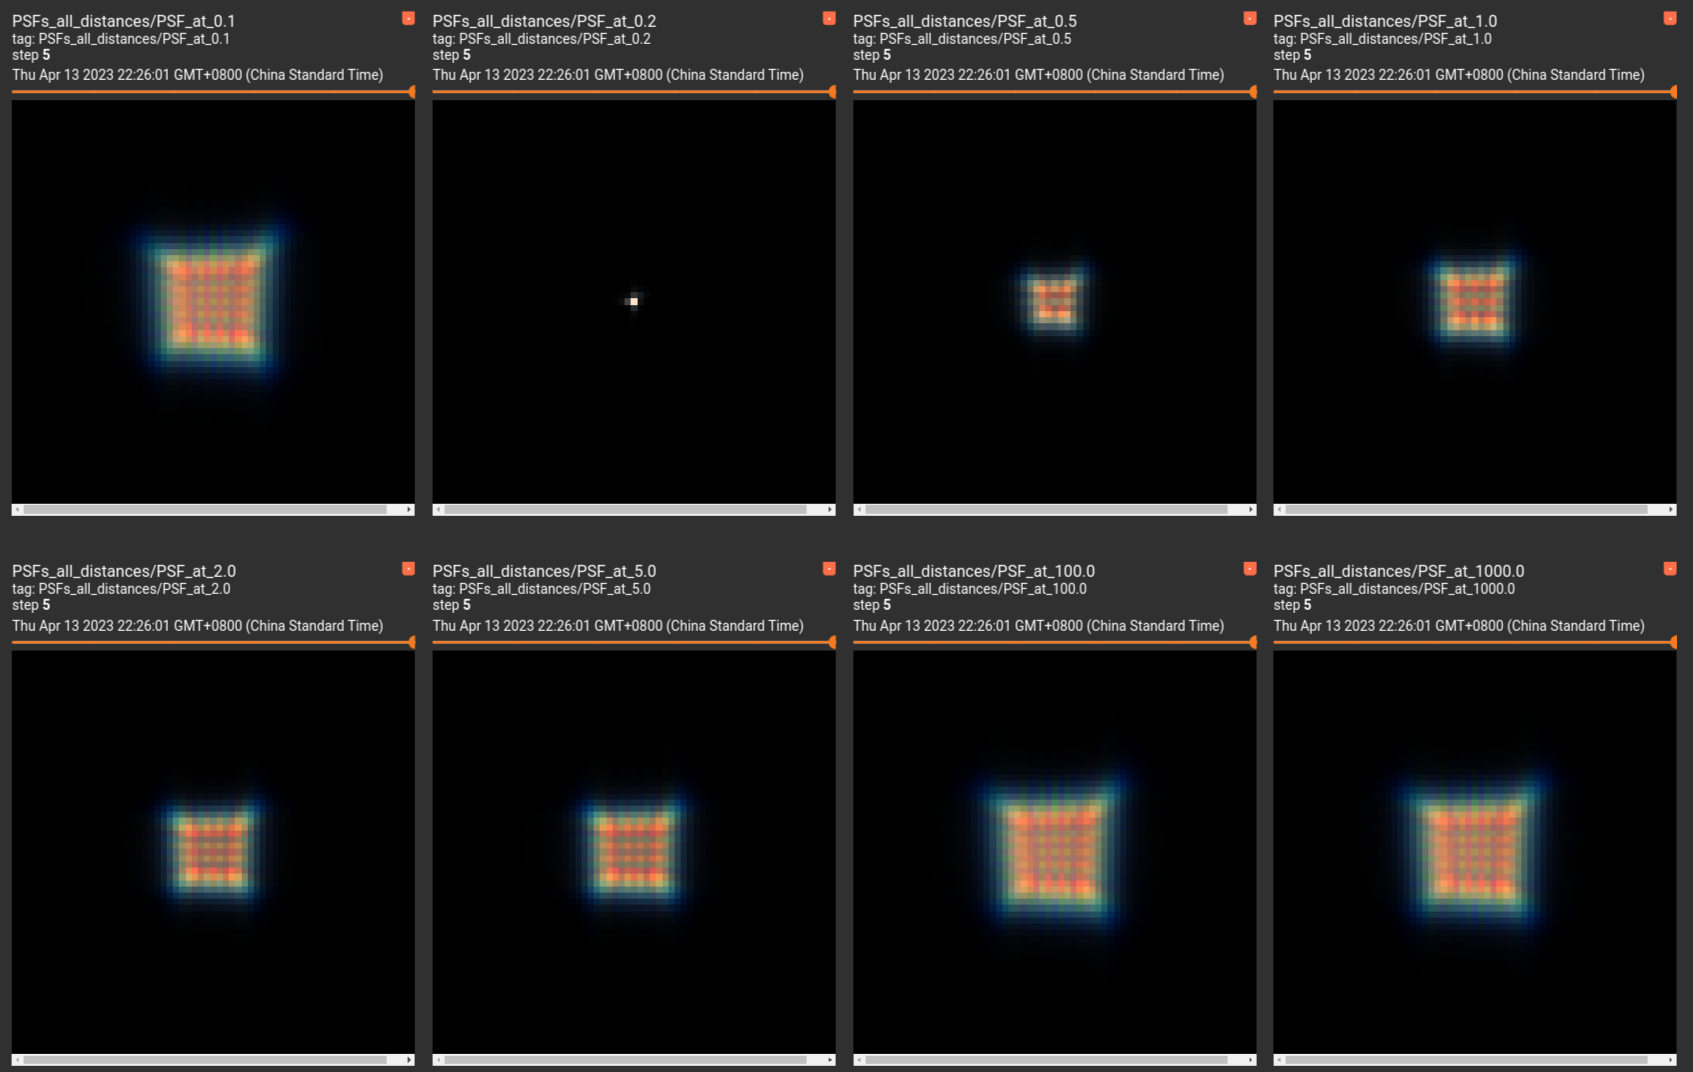 PSFs_all_distances/PSF_at_0.1
tag: PSFs_all_distances/PSF_at_0.1
step 5
Thu Apr 13 2023 22:26:01 GMT+0800 (China Standard Time)
PSFs_all_distances/PSF_at_0.2
tag: PSFs_all_distances/PSF_at_0.2
step 5
Thu Apr 13 2023 22:26:01 GMT+0800 (China Standard Time)
PSFs_all_distances/PSF_at_0.5
tag: PSFs_all_distances/PSF_at_0.5
step 5
Thu Apr 13 2023 22:26:01 GMT+0800 (China Standard Time)
PSFs_all_distances/PSF_at_1.0
tag: PSFs_all_distances/PSF_at_1.0
step 5
Thu Apr 13 2023 22:26:01 GMT+0800 (China Standard Time)
PSFs_all_distances/PSF_at_2.0
tag: PSFs_all_distances/PSF_at_2.0
step 5
Thu Apr 13 2023 22:26:01 GMT+0800 (China Standard Time)
PSFs_all_distances/PSF_at_5.0
tag: PSFs_all_distances/PSF_at_5.0
step 5
Thu Apr 13 2023 22:26:01 GMT+0800 (China Standard Time)
PSFs_all_distances/PSF_at_100.0
tag: PSFs_all_distances/PSF_at_100.0
step 5
Thu Apr 13 2023 22:26:01 GMT+0800 (China Standard Time)
PSFs_all_distances/PSF_at_1000.0
tag: PSFs_all_distances/PSF_at_1000.0
step 5
Thu Apr 13 2023 22:26:01 GMT+0800 (China Standard Time)